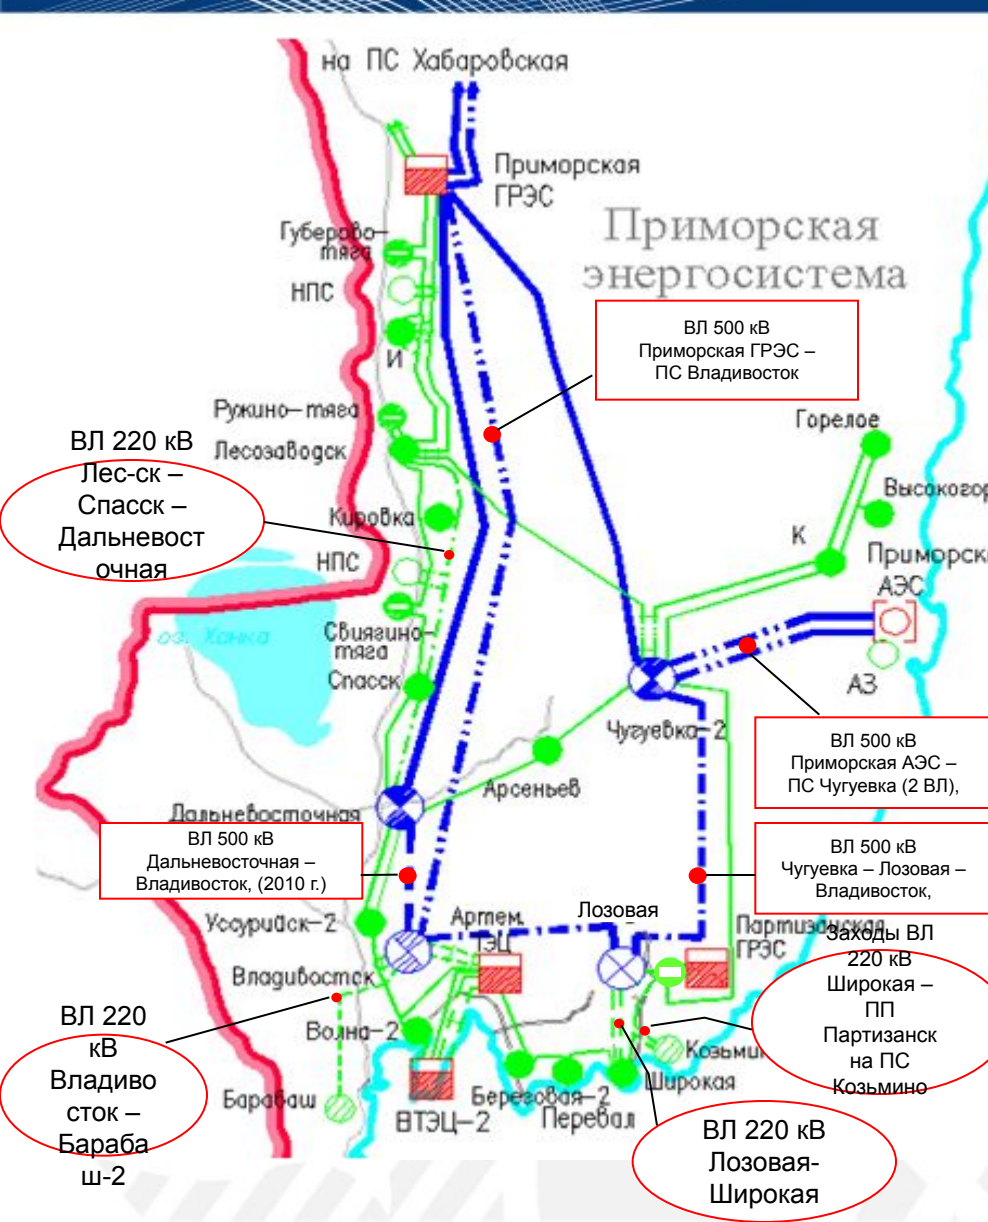 на ПС Хабаровская
Приморская
ГРЭС
Приморская
энергосистема
Губерово-
тяга
НПС
И
ВЛ 500 кВ
Приморская ГРЭС –
ПС Владивосток
Ружино-тяга
Лесозаводск
Горелое
ВЛ 220 кВ
Лес-ск –
Спасск –
Дальневост
очная
Кировка
Высокогор
К
НПС
Приморска
АЭС
оз. Ханка
Свиягино-
тяга
Спасск
АЗ
Чугуевка-2
ВЛ 500 кВ
Приморская АЭС –
ПС Чугуевка (2 ВЛ),
Арсеньев
Дальневосточная
ВЛ 500 кВ
Дальневосточная –
Владивосток, (2010 г.)
ВЛ 500 кВ
Чугуевка – Лозовая –
Владивосток,
Уссурийск-2
Артем.
ТЭЦ
Лозовая
Партизанская
ГРЭС
Владивосток
Заходы ВЛ
220 кВ
Широкая –
ПП
Партизанск
на ПС
Козьмино
ВЛ 220
кВ
Владиво
сток –
Бараба
ш-2
Волна-2
Козьмин
Барабаш
ВТЭЦ-2
Береговая-2
Перевал
Широкая
ВЛ 220 кВ
Лозовая-
Широкая